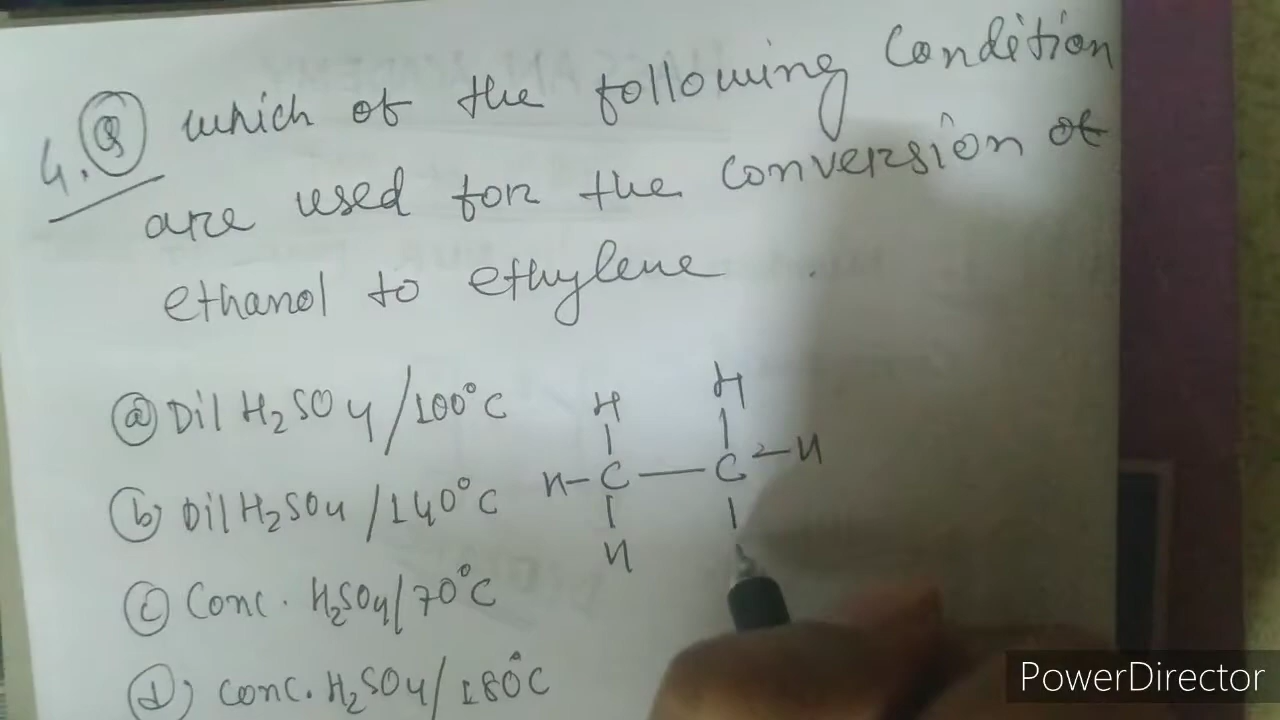 4. Q which of the following condition
are used for the conversion of
ethanol to ethylene
a) Dil H₂SO₄/100°C
b) Dil H₂SO₄/140°C
c) Conc. H₂SO₄/70°C
d) Conc. H₂SO₄/180°C
H H
H-C — C-H
H
PowerDirector